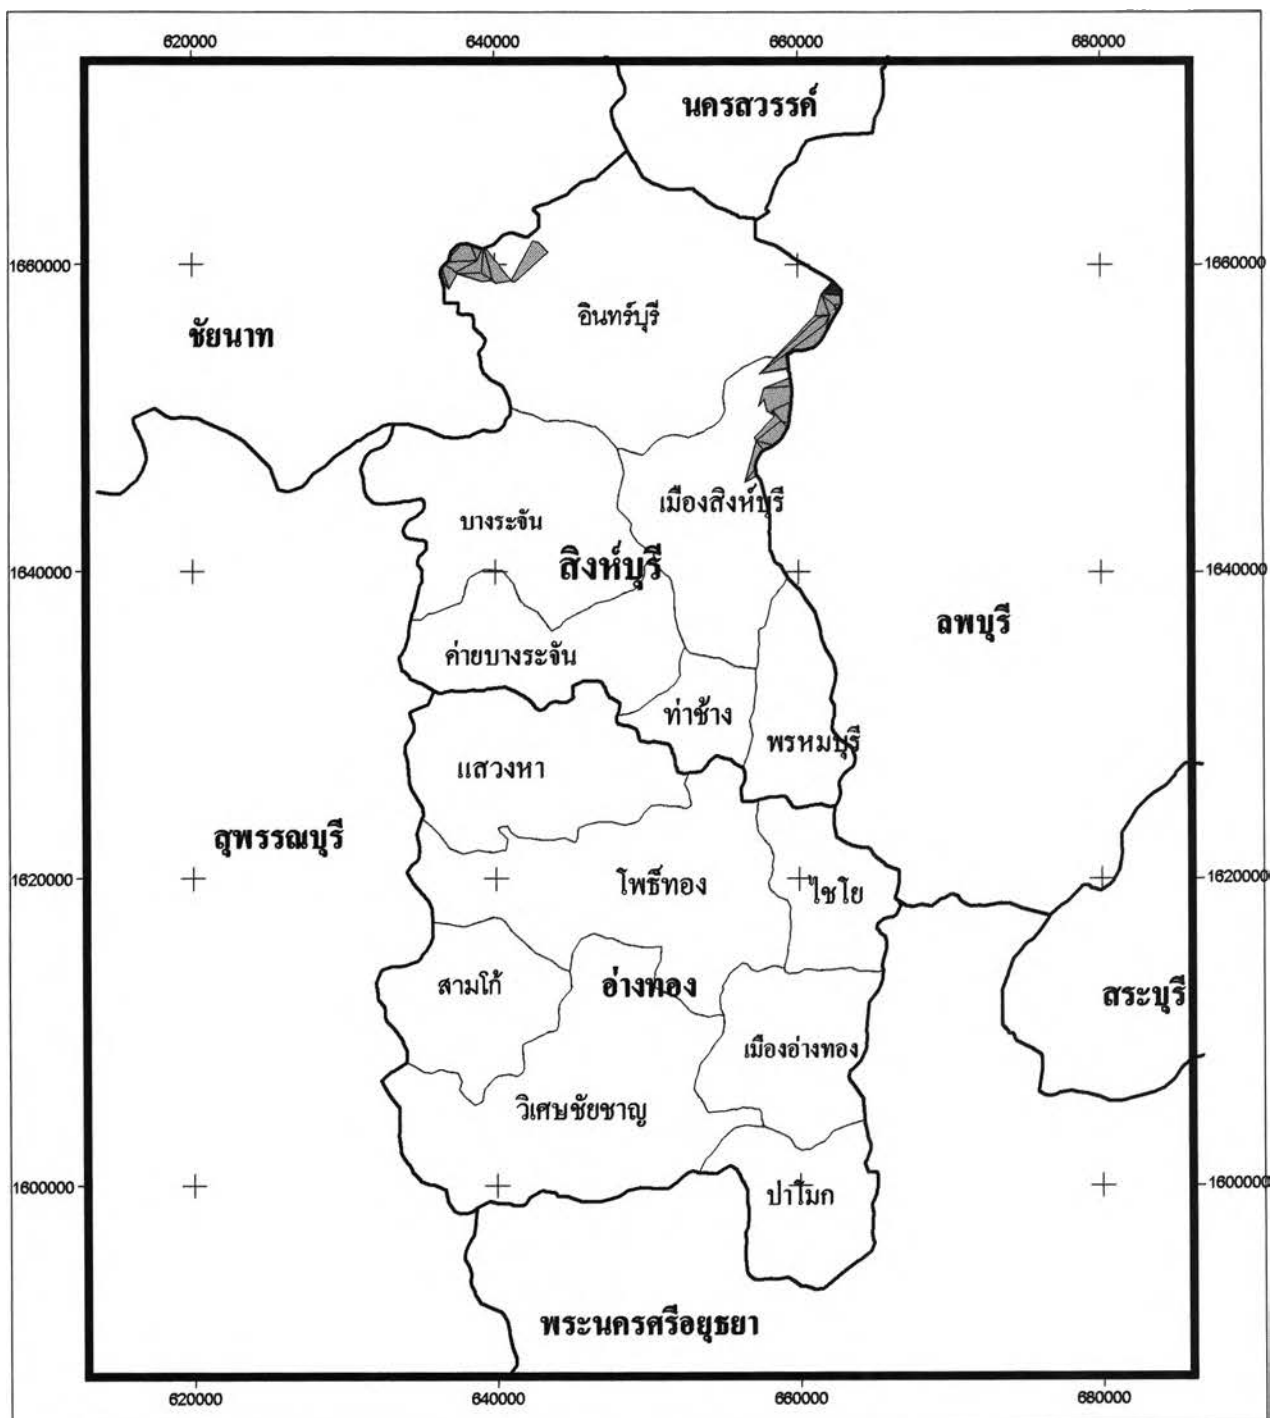 620000 640000 660000 680000
นครสวรรค์
1660000 1660000
อินทร์บุรี
ชัยนาท
เมืองสิงห์บุรี
บางระจัน
สิงห์บุรี
1640000 1640000
ลพบุรี
ค่ายบางระจัน
ท่าช้าง
พรหมบุรี
แสวงหา
สุพรรณบุรี
1620000 1620000
โพธิ์ทอง
ไชโย
สามโก้
อ่างทอง
สระบุรี
เมืองอ่างทอง
วิเศษชัยชาญ
1600000 1600000
ป่าโมก
พระนครศรีอยุธยา
620000 640000 660000 680000